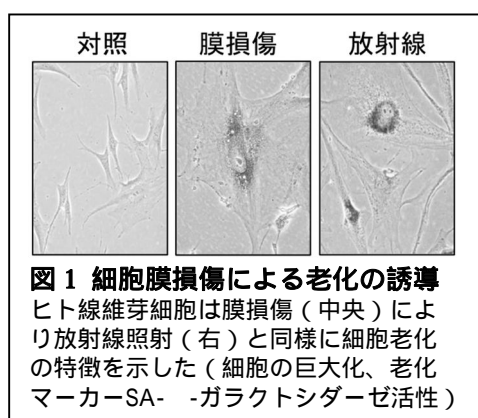 対照 膜損傷 放射線
図1 細胞膜損傷による老化の誘導
ヒト線維芽細胞は膜損傷（中央）によ
り放射線照射（右）と同様に細胞老化
の特徴を示した（細胞の巨大化、老化
マーカーSA- -ガラクトシダーゼ活性）